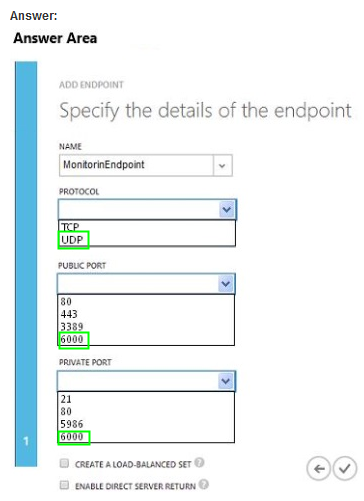 Answer:
Answer Area
ADD ENDPOINT
Specify the details of the endpoint
NAME
MonitorinEndpoint
PROTOCOL
TCP
UDP
PUBLIC PORT
80
443
3389
6000
PRIVATE PORT
21
80
5986
6000
1
CREATE A LOAD-BALANCED SET ?
ENABLE DIRECT SERVER RETURN ?